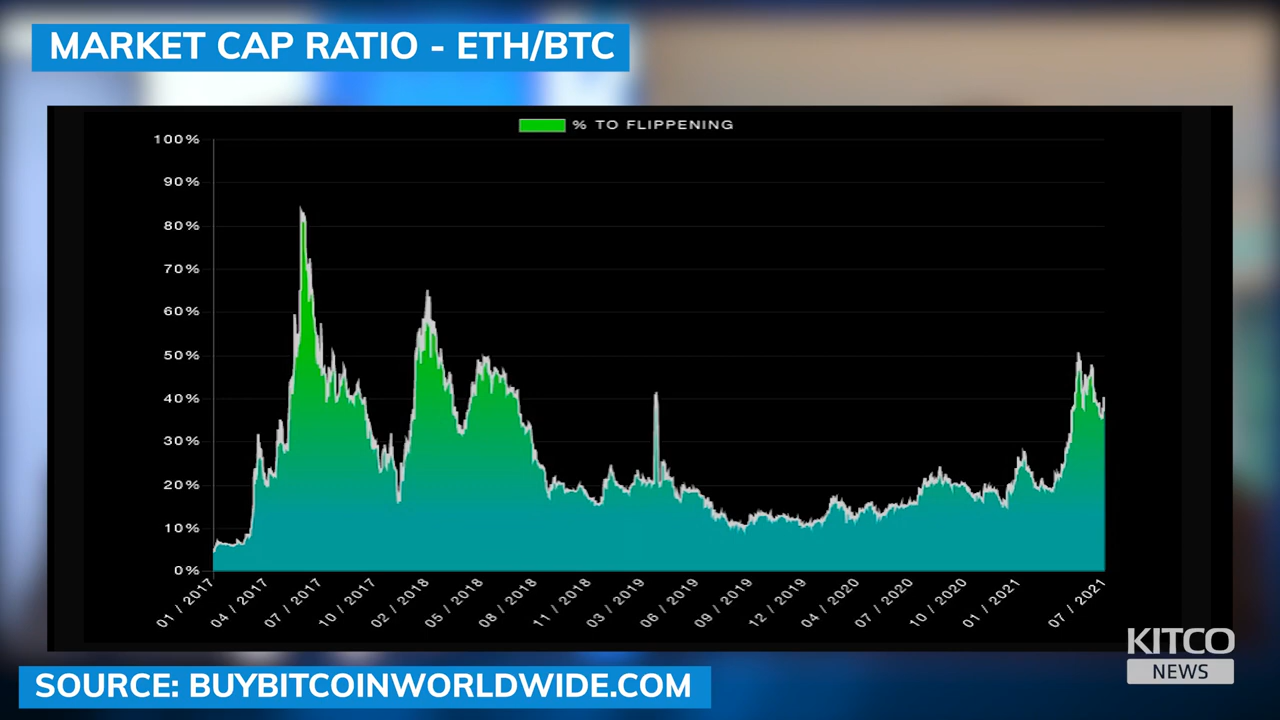 MARKET CAP RATIO - ETH/BTC
% TO FLIPPENING
100%
90%
80%
70%
60%
50%
40%
30%
20%
10%
0%
01 / 2017
04 / 2017
07 / 2017
10 / 2017
02 / 2018
05 / 2018
08 / 2018
11 / 2018
03 / 2019
06 / 2019
09 / 2019
12 / 2019
04 / 2020
07 / 2020
10 / 2020
01 / 2021
07 / 2021
KITCO
NEWS
SOURCE: BUYBITCOINWORLDWIDE.COM